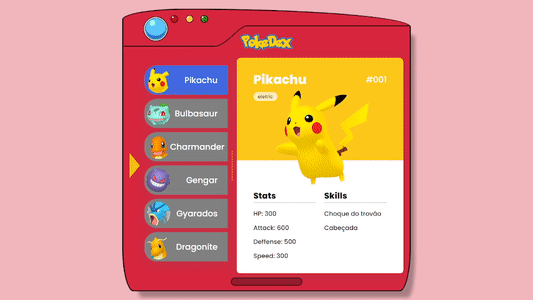 PokeDex
Pikachu
Bulbasaur
Charmander
Gengar
Gyarados
Dragonite
Pikachu
#001
eletric
Stats
HP: 300
Attack: 600
Deffense: 500
Speed: 300
Skills
Choque do trovão
Cabeçada